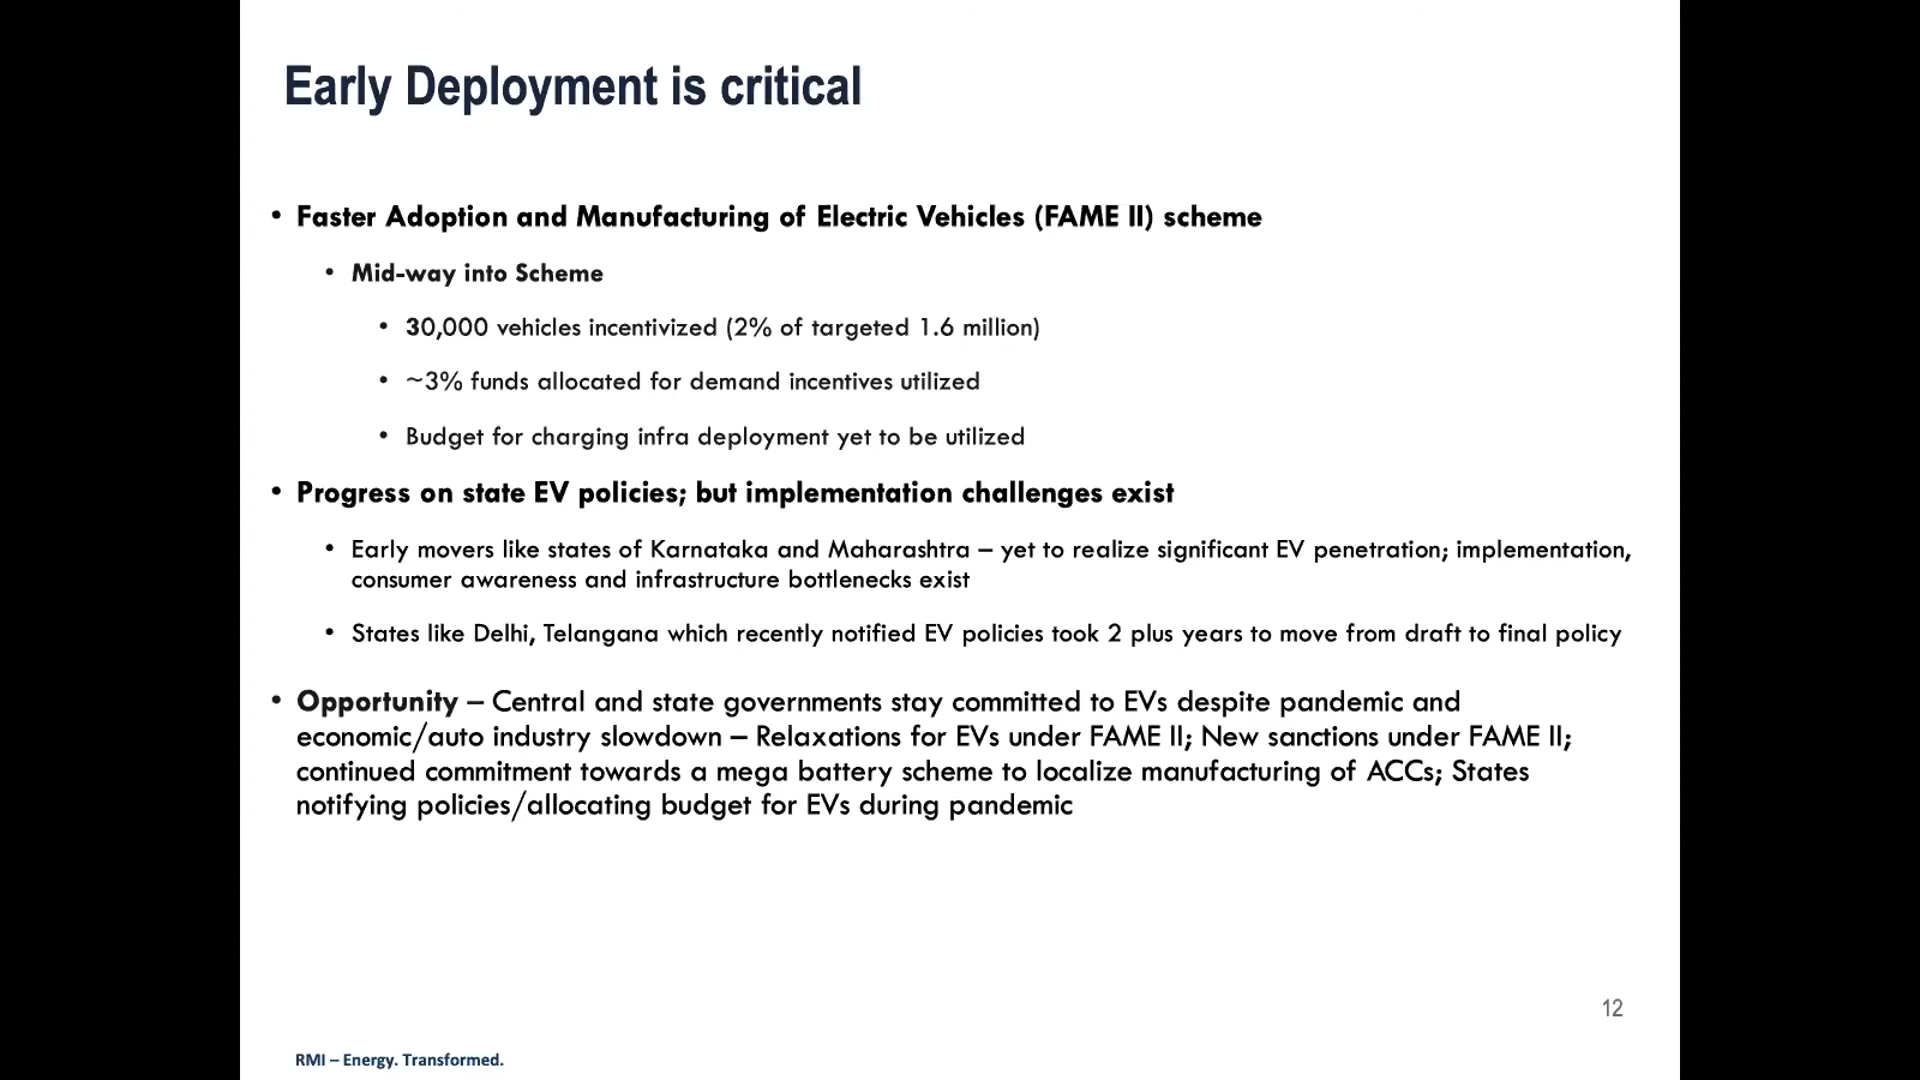 Early Deployment is critical
• Faster Adoption and Manufacturing of Electric Vehicles (FAME II) scheme
• Mid-way into Scheme
• 30,000 vehicles incentivized (2% of targeted 1.6 million)
• ~3% funds allocated for demand incentives utilized
• Budget for charging infra deployment yet to be utilized
• Progress on state EV policies; but implementation challenges exist
• Early movers like states of Karnataka and Maharashtra – yet to realize significant EV penetration; implementation,
consumer awareness and infrastructure bottlenecks exist
• States like Delhi, Telangana which recently notified EV policies took 2 plus years to move from draft to final policy
• Opportunity – Central and state governments stay committed to EVs despite pandemic and
economic/auto industry slowdown – Relaxations for EVs under FAME II; New sanctions under FAME II;
continued commitment towards a mega battery scheme to localize manufacturing of ACCs; States
notifying policies/allocating budget for EVs during pandemic
12
RMI – Energy. Transformed.